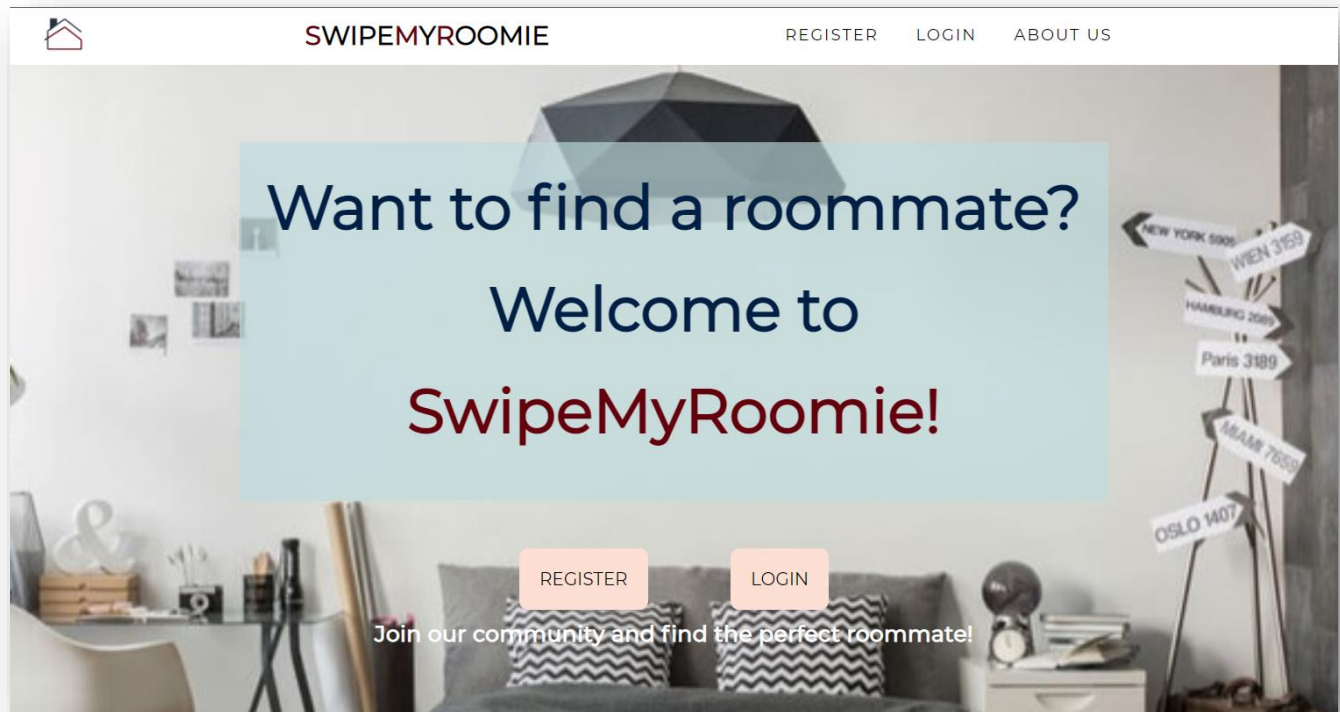 SWIPEMYROOMIE
REGISTER LOGIN ABOUT US
Want to find a roommate?
Welcome to
SwipeMyRoomie!
NEW YORK 5905
WIEN 3159
HAMBURG 2089
Paris 3189
MIAMI 7659
OSLO 1407
&
REGISTER LOGIN
Join our community and find the perfect roommate!